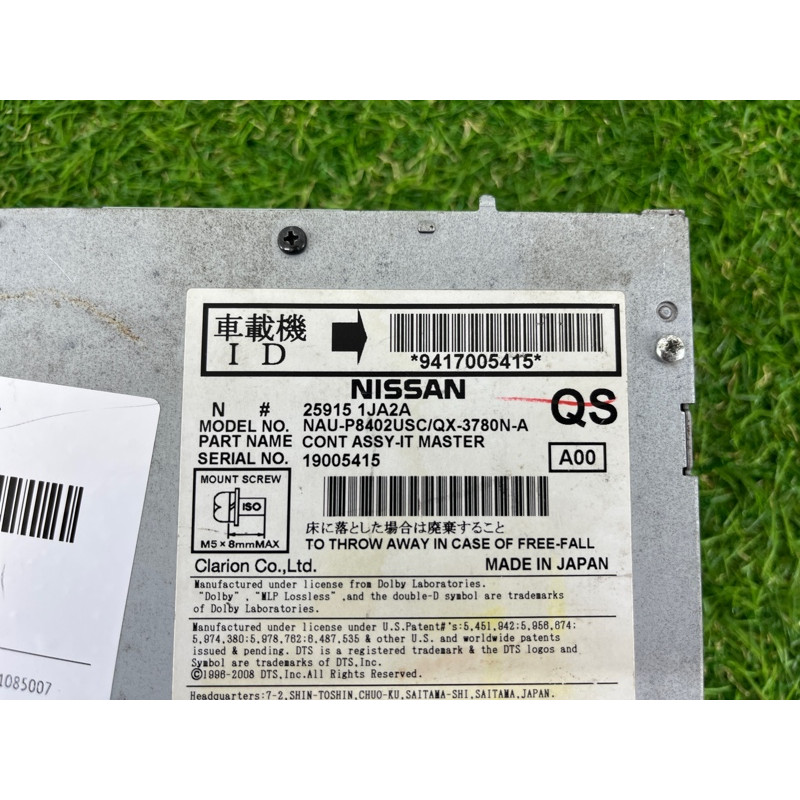 車載機
ID
*9417005415*
NISSAN
QS
N # 25915 1JA2A
MODEL NO. NAU-P8402USC/QX-3780N-A
PART NAME CONT ASSY-IT MASTER
SERIAL NO. 19005415
A00
MOUNT SCREW
ISO
M5×8mmMAX
床に落とした場合は廃棄すること
TO THROW AWAY IN CASE OF FREE-FALL
Clarion Co.,Ltd. MADE IN JAPAN
Manufactured under license from Dolby Laboratories.
"Dolby", "MLP Lossless",and the double-D symbol are trademarks
of Dolby Laboratories.
Manufactured under license under U.S.Patent#'s:5,451,942;5,956,674;
5,974,380;5,978,762;6,487,535 & other U.S. and worldwide patents
issued & pending. DTS is a registered trademark & the DTS logos and
Symbol are trademarks of DTS,Inc.
©1996-2008 DTS,Inc.All Rights Reserved.
Headquarters:7-2,SHIN-TOSHIN,CHUO-KU,SAITAMA-SHI,SAITAMA,JAPAN.
1085007